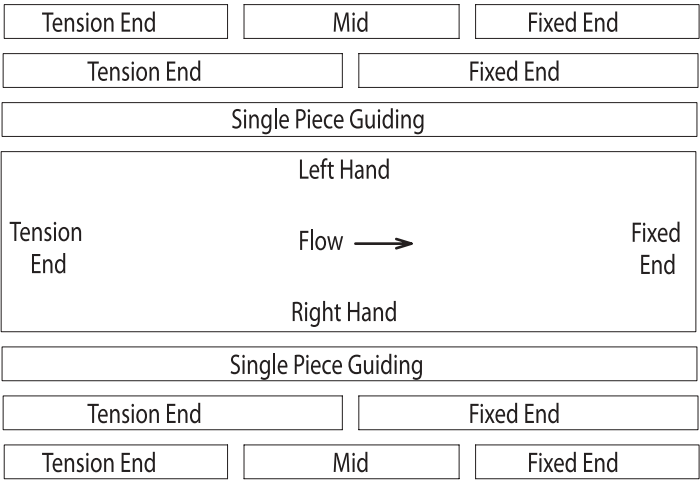 Tension End Mid Fixed End
Tension End Fixed End
Single Piece Guiding
Left Hand
Tension End
Flow
Fixed End
Right Hand
Single Piece Guiding
Tension End Fixed End
Tension End Mid Fixed End